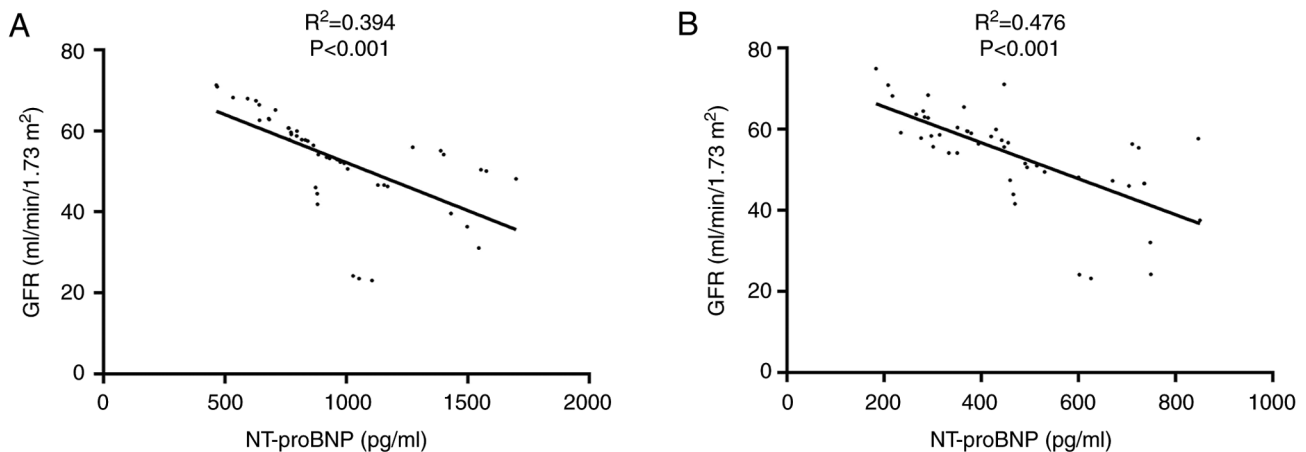 A
R²=0.394
P<0.001
80
60
40
20
0
GFR (ml/min/1.73 m²)
0 500 1000 1500 2000
NT-proBNP (pg/ml)
B
R²=0.476
P<0.001
80
60
40
20
0
GFR (ml/min/1.73 m²)
0 200 400 600 800 1000
NT-proBNP (pg/ml)